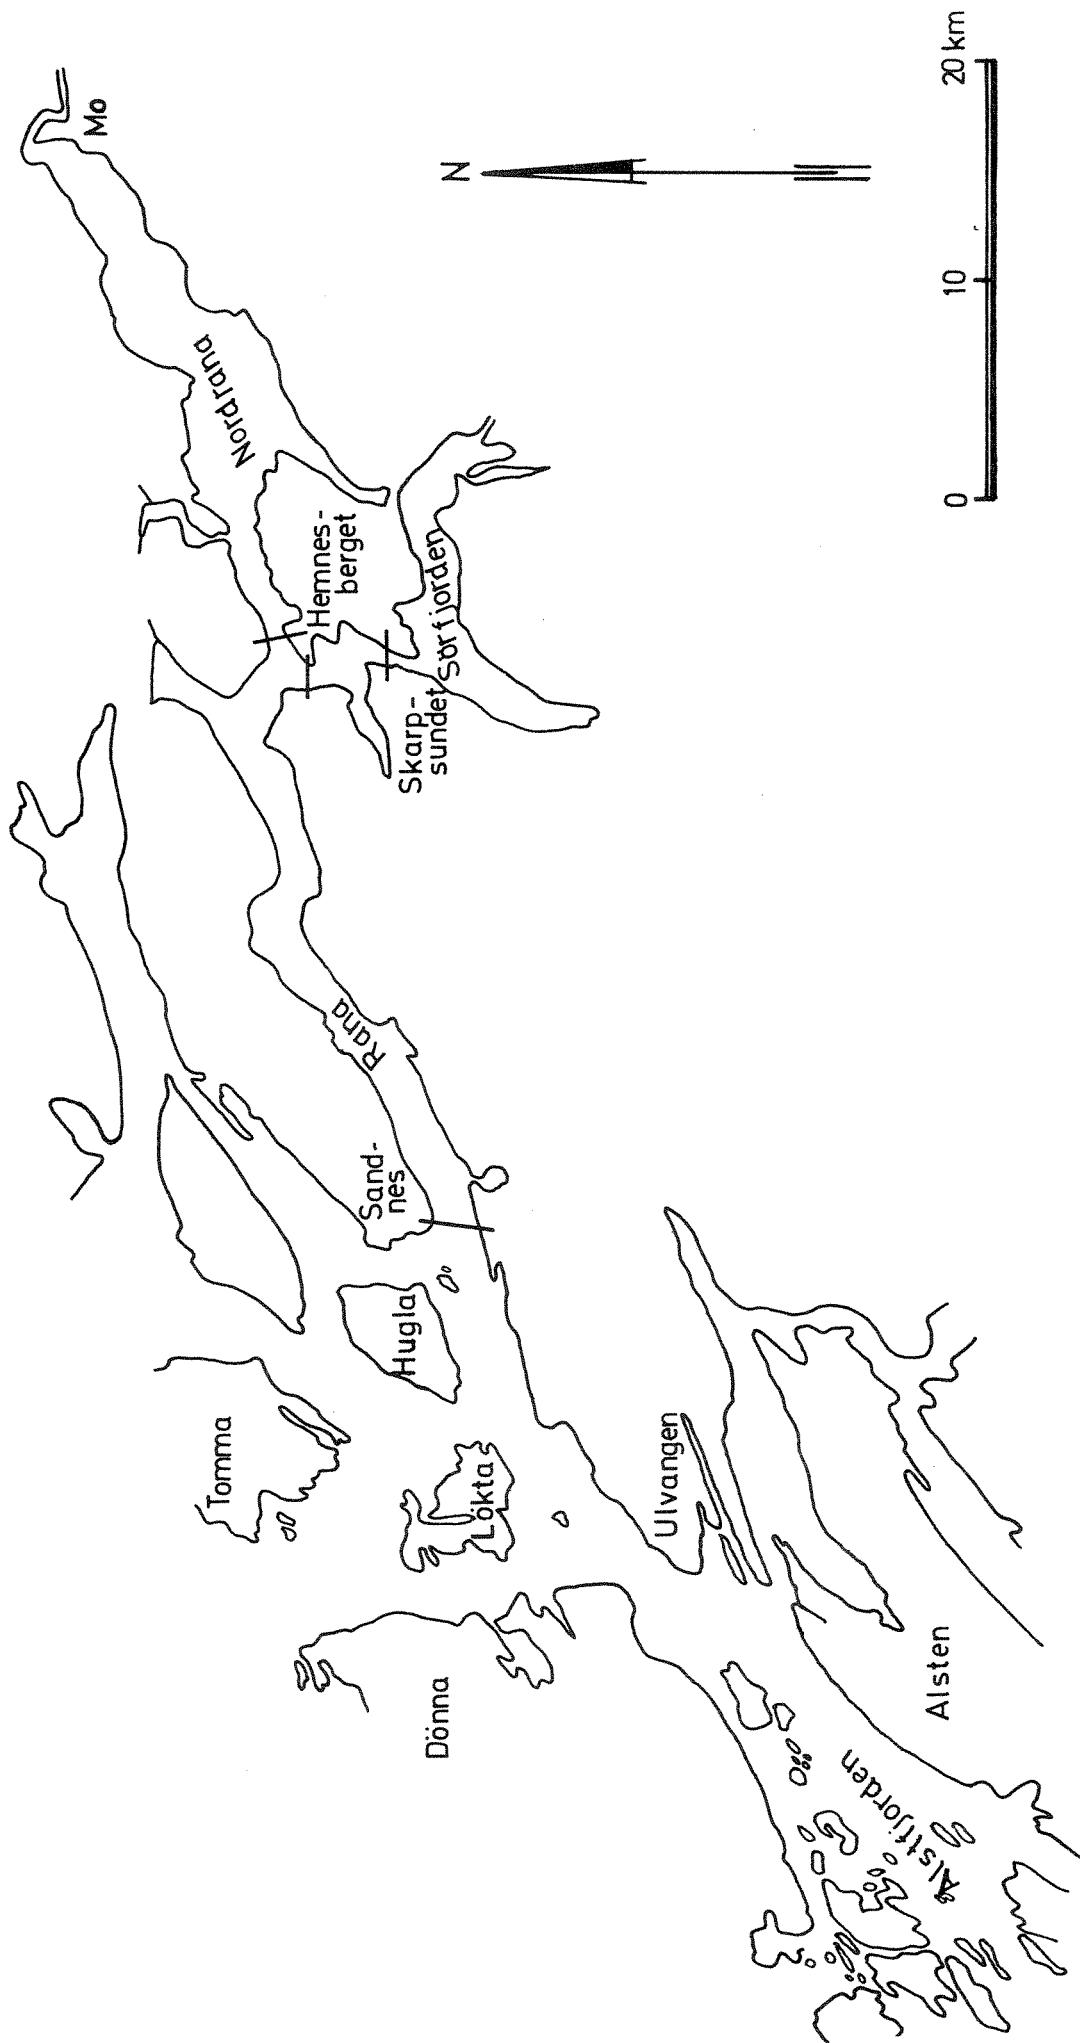 Mo
N
Nordrana
Hemnes-
berget
Sörfjorden
Skarp-
sundet
Rana
Sand-
nes
Hugla
Tomma
Lökta
Ulvangen
Dönna
Alsten
Alstfjorden
0
10
20 km